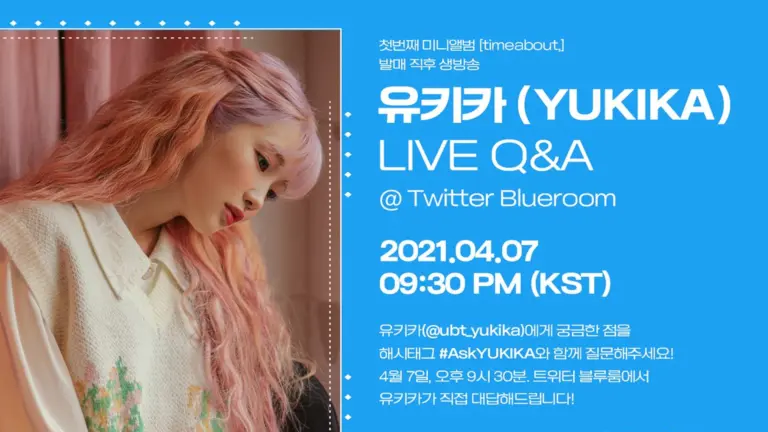 첫번째 미니앨범 [timeabout,]
발매 직후 생방송
유키카 (YUKIKA)
LIVE Q&A
@ Twitter Blueroom
2021.04.07
09:30 PM (KST)
유키카(@ubt_yukika)에게 궁금한 점을
해시태그 #AskYUKIKA와 함께 질문해주세요!
4월 7일, 오후 9시 30분. 트위터 블루룸에서
유키카가 직접 대답해드립니다!